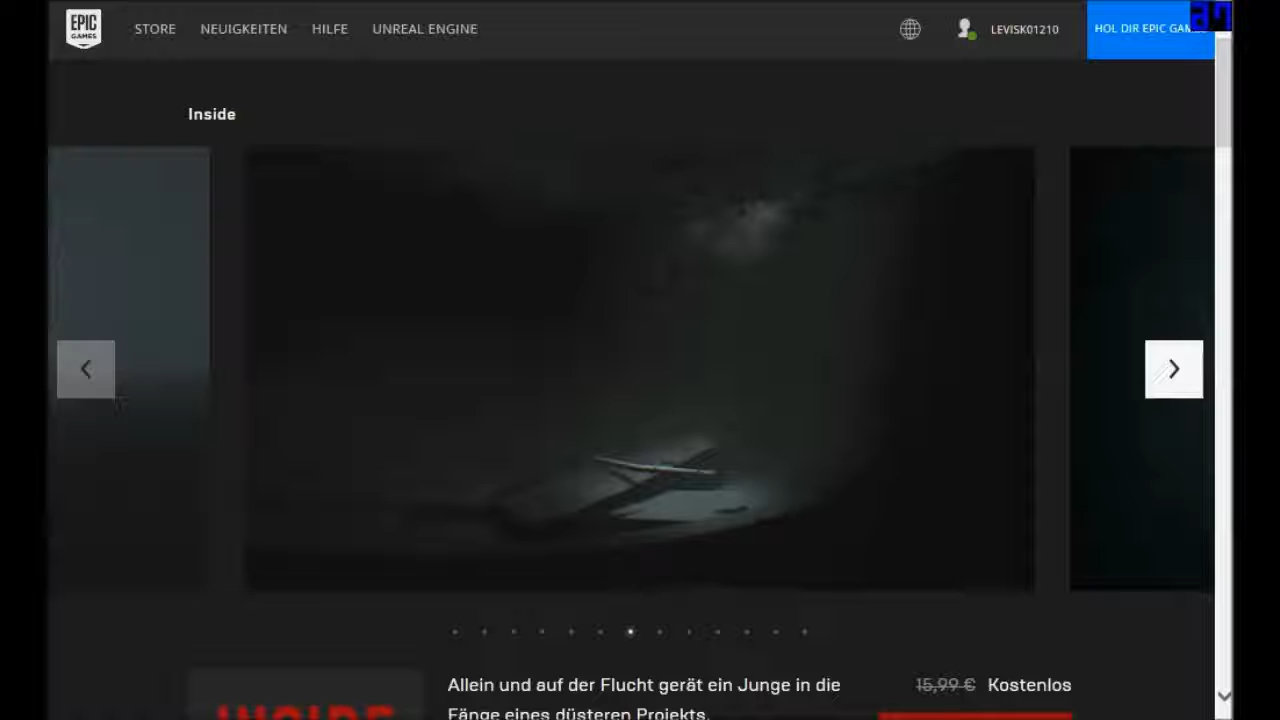 EPIC
GAMES
STORE NEUIGKEITEN HILFE UNREAL ENGINE LEVISK01210 HOL DIR EPIC
Inside
Allein und auf der Flucht gerät ein Junge in die
Fänge eines düsteren Projekts.
15,99 € Kostenlos
INSIDE